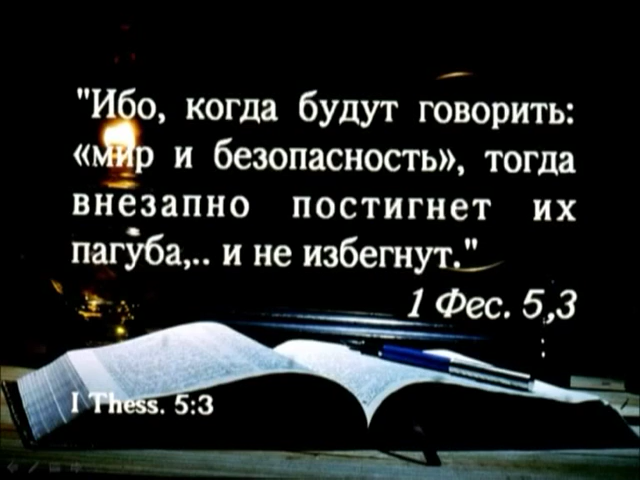 "Ибо, когда будут говорить:
«мир и безопасность», тогда
внезапно постигнет их
пагуба,.. и не избегнут."
1 Фес. 5,3
I Thess. 5:3